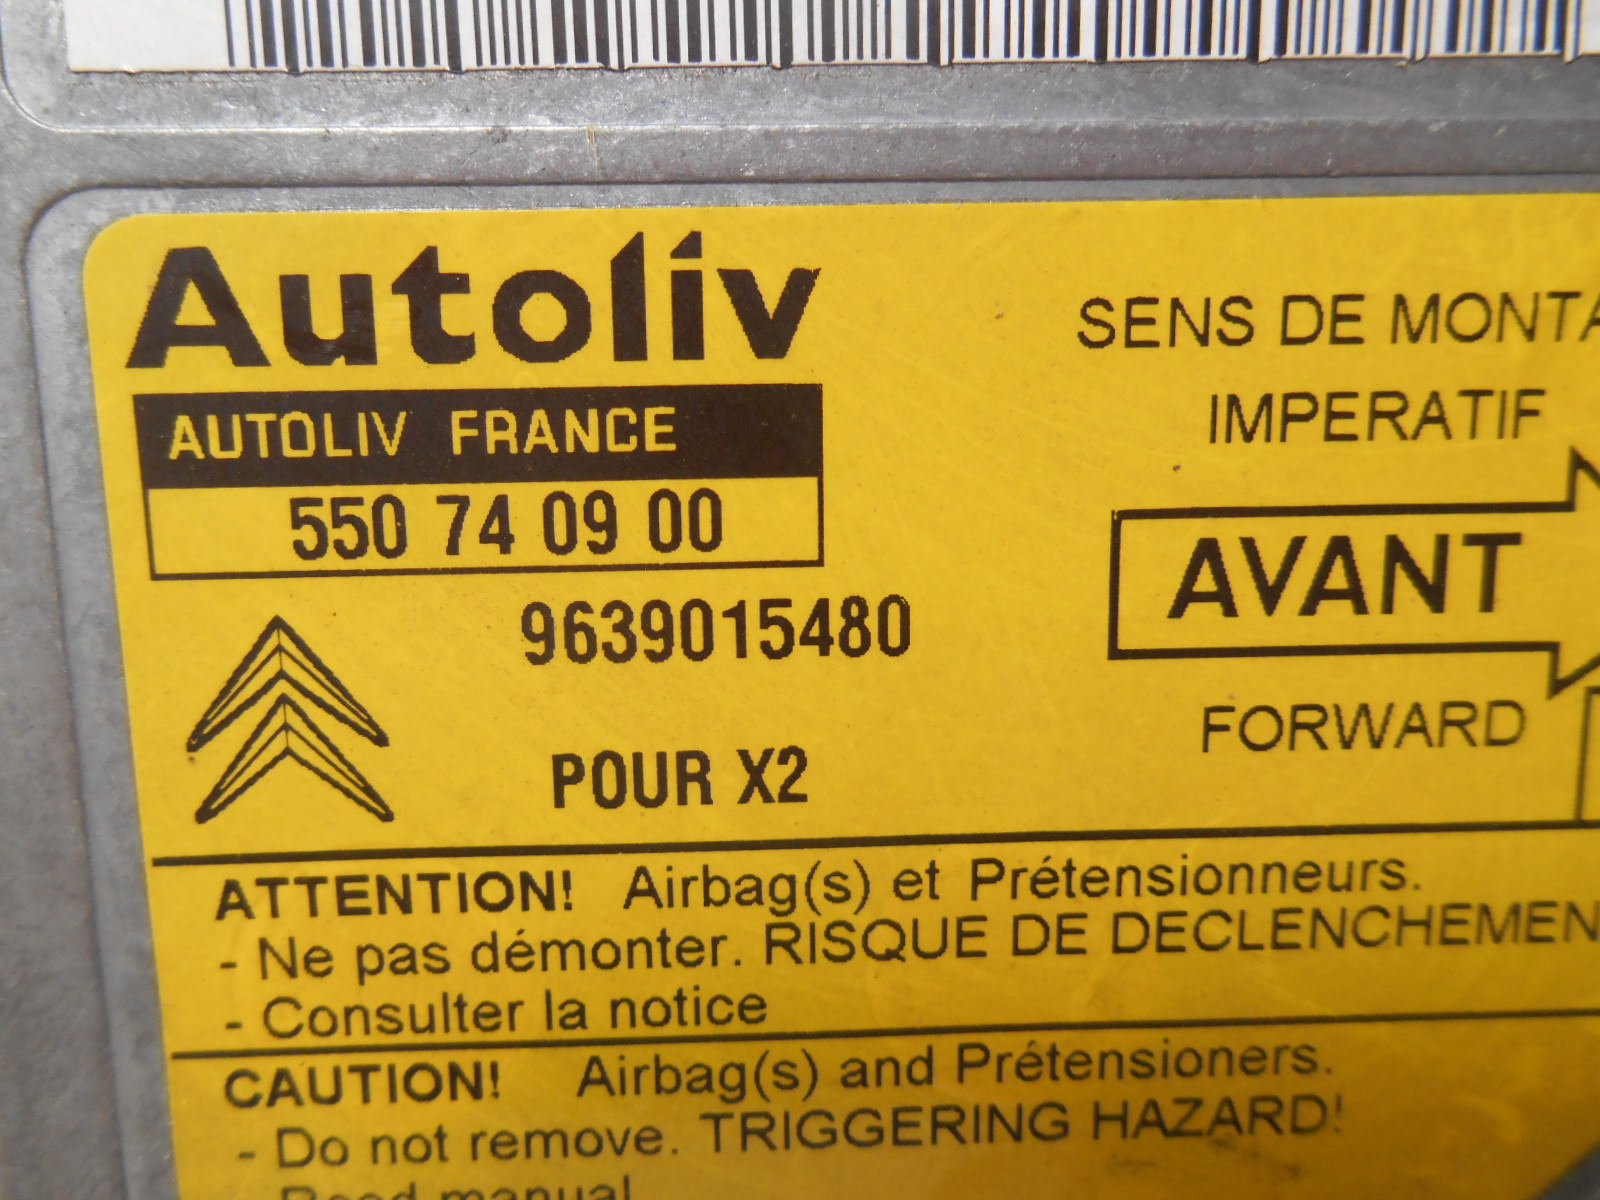 Autoliv
AUTOLIV FRANCE
550 74 09 00
9639015480
POUR X2
SENS DE MONTA
IMPERATIF
AVANT
FORWARD
ATTENTION! Airbag(s) et Prétensionneurs.
- Ne pas démonter. RISQUE DE DECLENCHEMEN
- Consulter la notice
CAUTION! Airbag(s) and Prétensioners.
- Do not remove. TRIGGERING HAZARD!
- Read manual